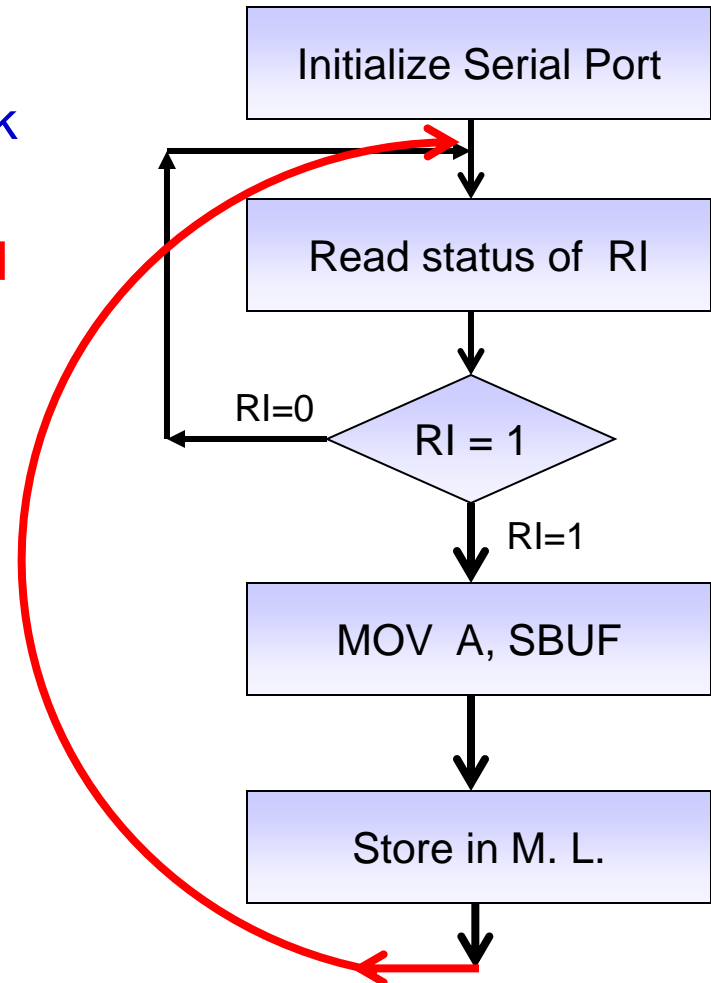 Initialize Serial Port
Read status of RI
RI=0
RI = 1
RI=1
MOV A, SBUF
Store in M. L.